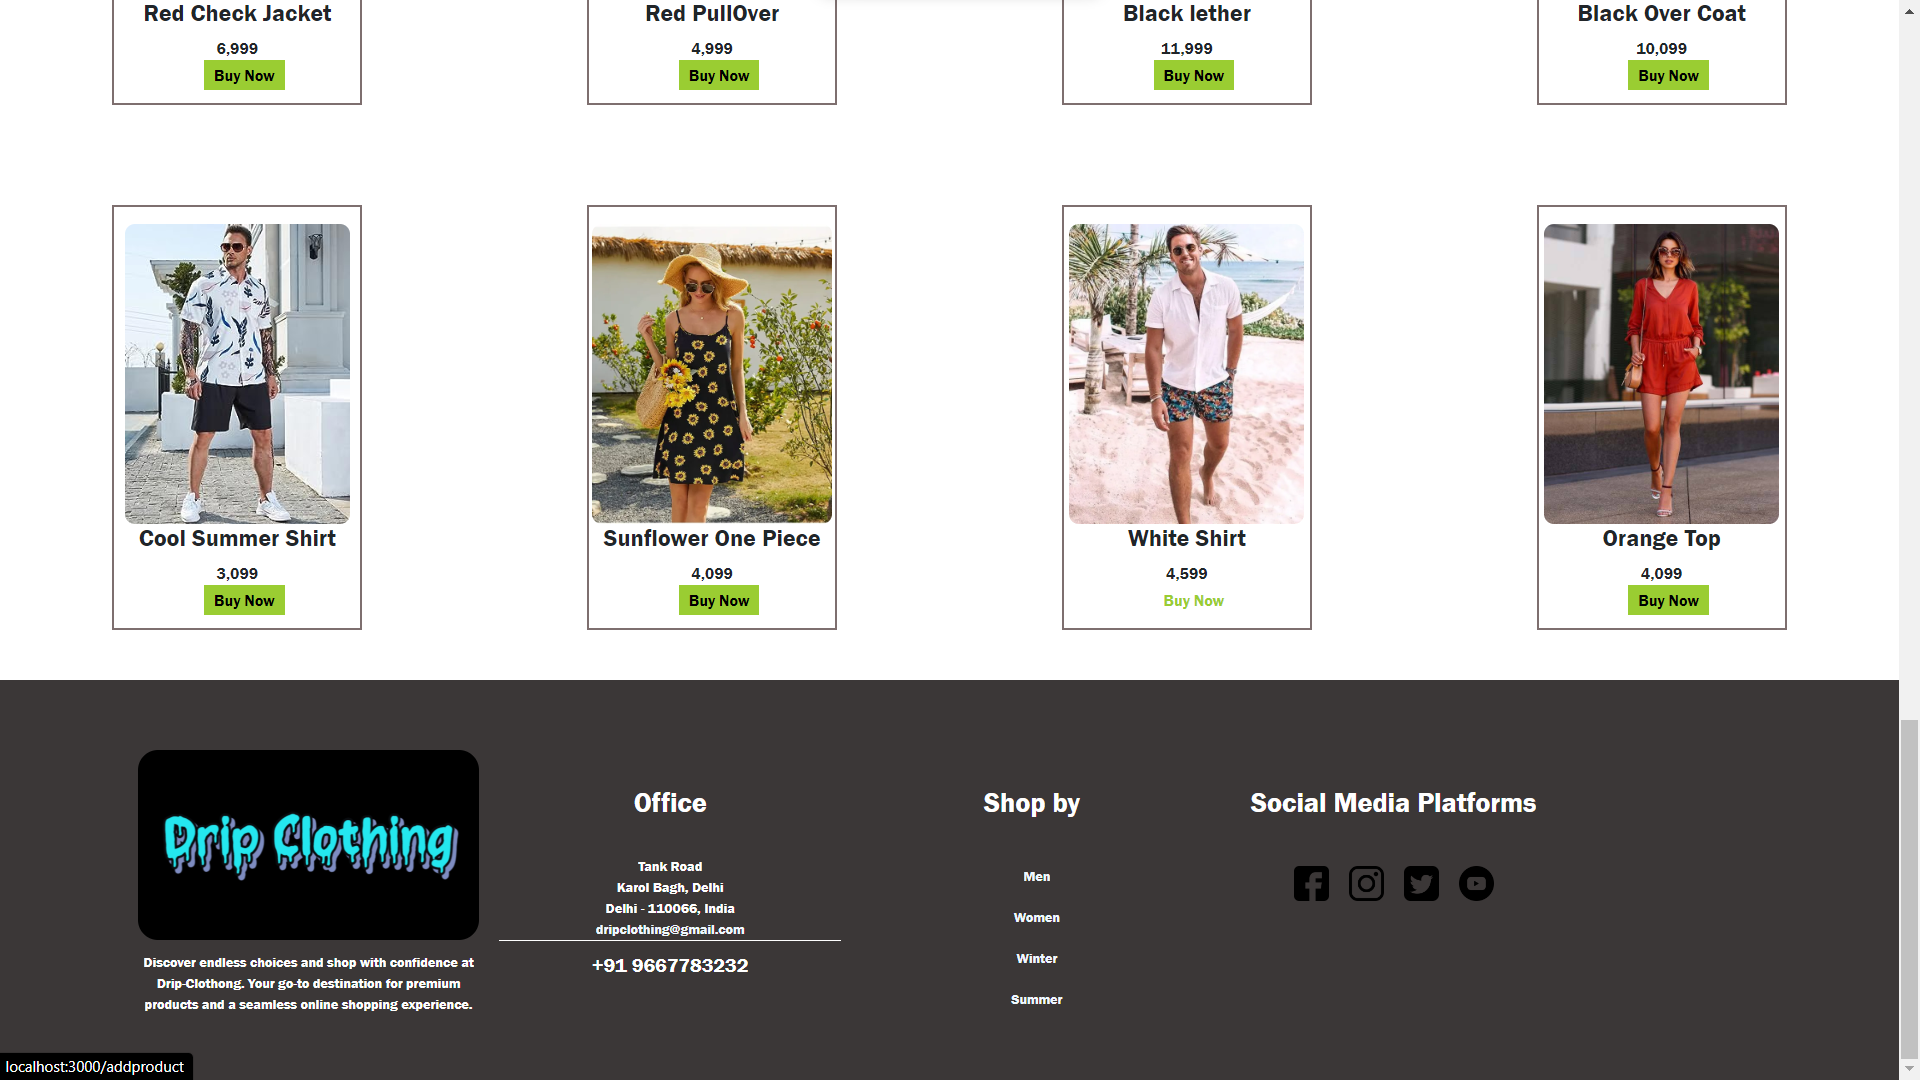 Red Check Jacket
6,999
Buy Now
Red PullOver
4,999
Buy Now
Black lether
11,999
Buy Now
Black Over Coat
10,099
Buy Now
Cool Summer Shirt
3,099
Buy Now
Sunflower One Piece
4,099
Buy Now
White Shirt
4,599
Buy Now
Orange Top
4,099
Buy Now
Drip Clothing
Discover endless choices and shop with confidence at
Drip-Clothong. Your go-to destination for premium
products and a seamless online shopping experience.
Office
Tank Road
Karol Bagh, Delhi
Delhi - 110066, India
dripclothing@gmail.com
+91 9667783232
Shop by
Men
Women
Winter
Summer
Social Media Platforms
localhost:3000/addproduct